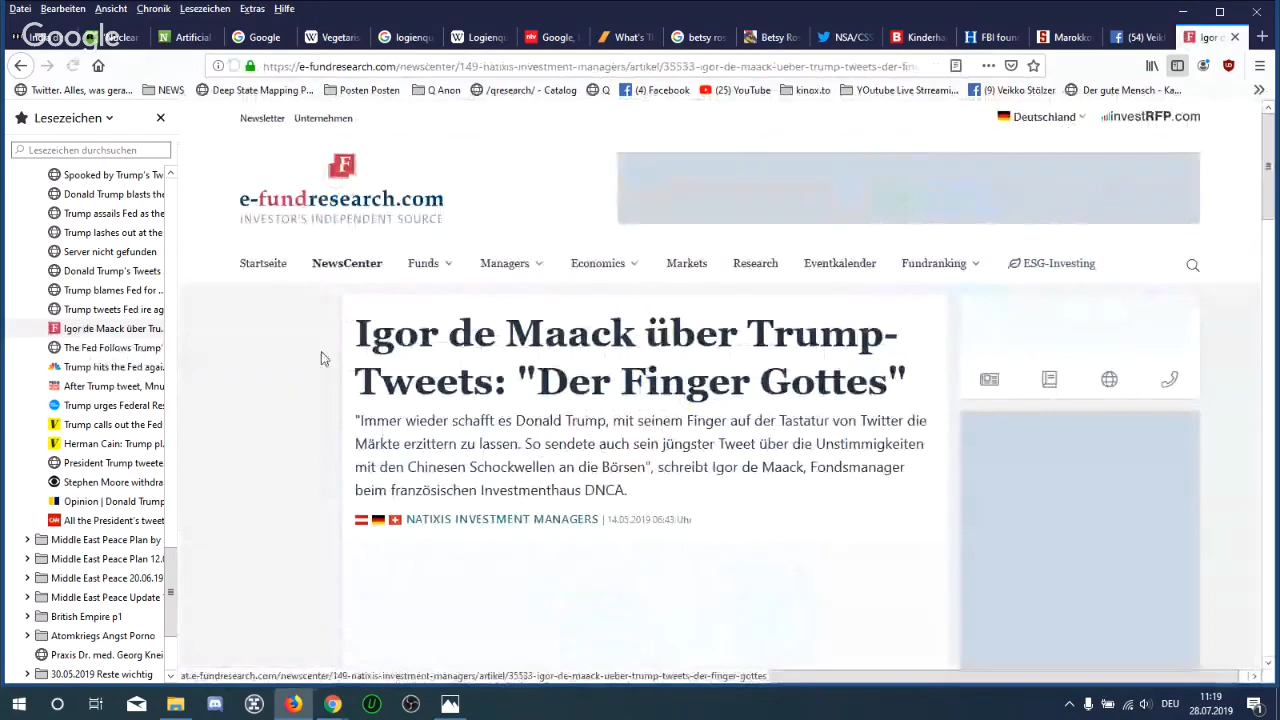 Datei Bearbeiten Ansicht Chronik Lesezeichen Extras Hilfe
Google
Artificial
Google
Vegetaris
logienqu
Logienqu
Google,
What's Ti
betsy ros
Betsy Ros
NSA/CSS
Kinderha
FBI foun
Marokko
(54) Veik
Igor d
https://e-fundresearch.com/newscenter/149-natixis-investment-managers/artikel/35533-igor-de-maack-ueber-trump-tweets-der-fin
Twitter. Alles, was gera...
NEWS
Deep State Mapping P...
Posten Posten
Q Anon
/qresearch/ - Catalog
Q
(4) Facebook
(25) YouTube
kinox.to
YOutube Live Strreami...
(9) Veikko Stölzer
Der gute Mensch - Ka...
Lesezeichen
Lesezeichen durchsuchen
Spooked by Trump's Tw
Donald Trump blasts the
Trump assails Fed as the
Trump lashes out at the
Server nicht gefunden
Donald Trump's Tweets
Trump blames Fed for ..
Trump tweets Fed ire ag
Igor de Maack über Tru.
The Fed Follows Trump'
Trump hits the Fed agai.
After Trump tweet, Mnu
Trump urges Federal Res
Trump calls out the Fed
Herman Cain: Trump pl.
President Trump tweete
Stephen Moore withdra
Opinion | Donald Trump
All the President's tweet
Middle East Peace Plan by
Middle East Peace Plan 12.0
Middle East Peace 20.06.19
Middle East Peace Update
British Empire p1
Atomkriegs Angst Porno
Praxis Dr. med. Georg Knei
30.05.2019 Reste wichtig
Newsletter Unternehmen
Deutschland
investRFP.com
F
e-fundresearch.com
INVESTOR'S INDEPENDENT SOURCE
Startseite NewsCenter Funds Managers Economics Markets Research Eventkalender Fundranking ESG-Investing
Igor de Maack über Trump-
Tweets: "Der Finger Gottes"
"Immer wieder schafft es Donald Trump, mit seinem Finger auf der Tastatur von Twitter die
Märkte erzittern zu lassen. So sendete auch sein jüngster Tweet über die Unstimmigkeiten
mit den Chinesen Schockwellen an die Börsen", schreibt Igor de Maack, Fondsmanager
beim französischen Investmenthaus DNCA.
NATIXIS INVESTMENT MANAGERS | 14.05.2019 06:43 Uhr
at.e-fundresearch.com/newscenter/149-natixis-investment-managers/artikel/35533-igor-de-maack-ueber-trump-tweets-der-finger-gottes
DEU
11:19
28.07.2019